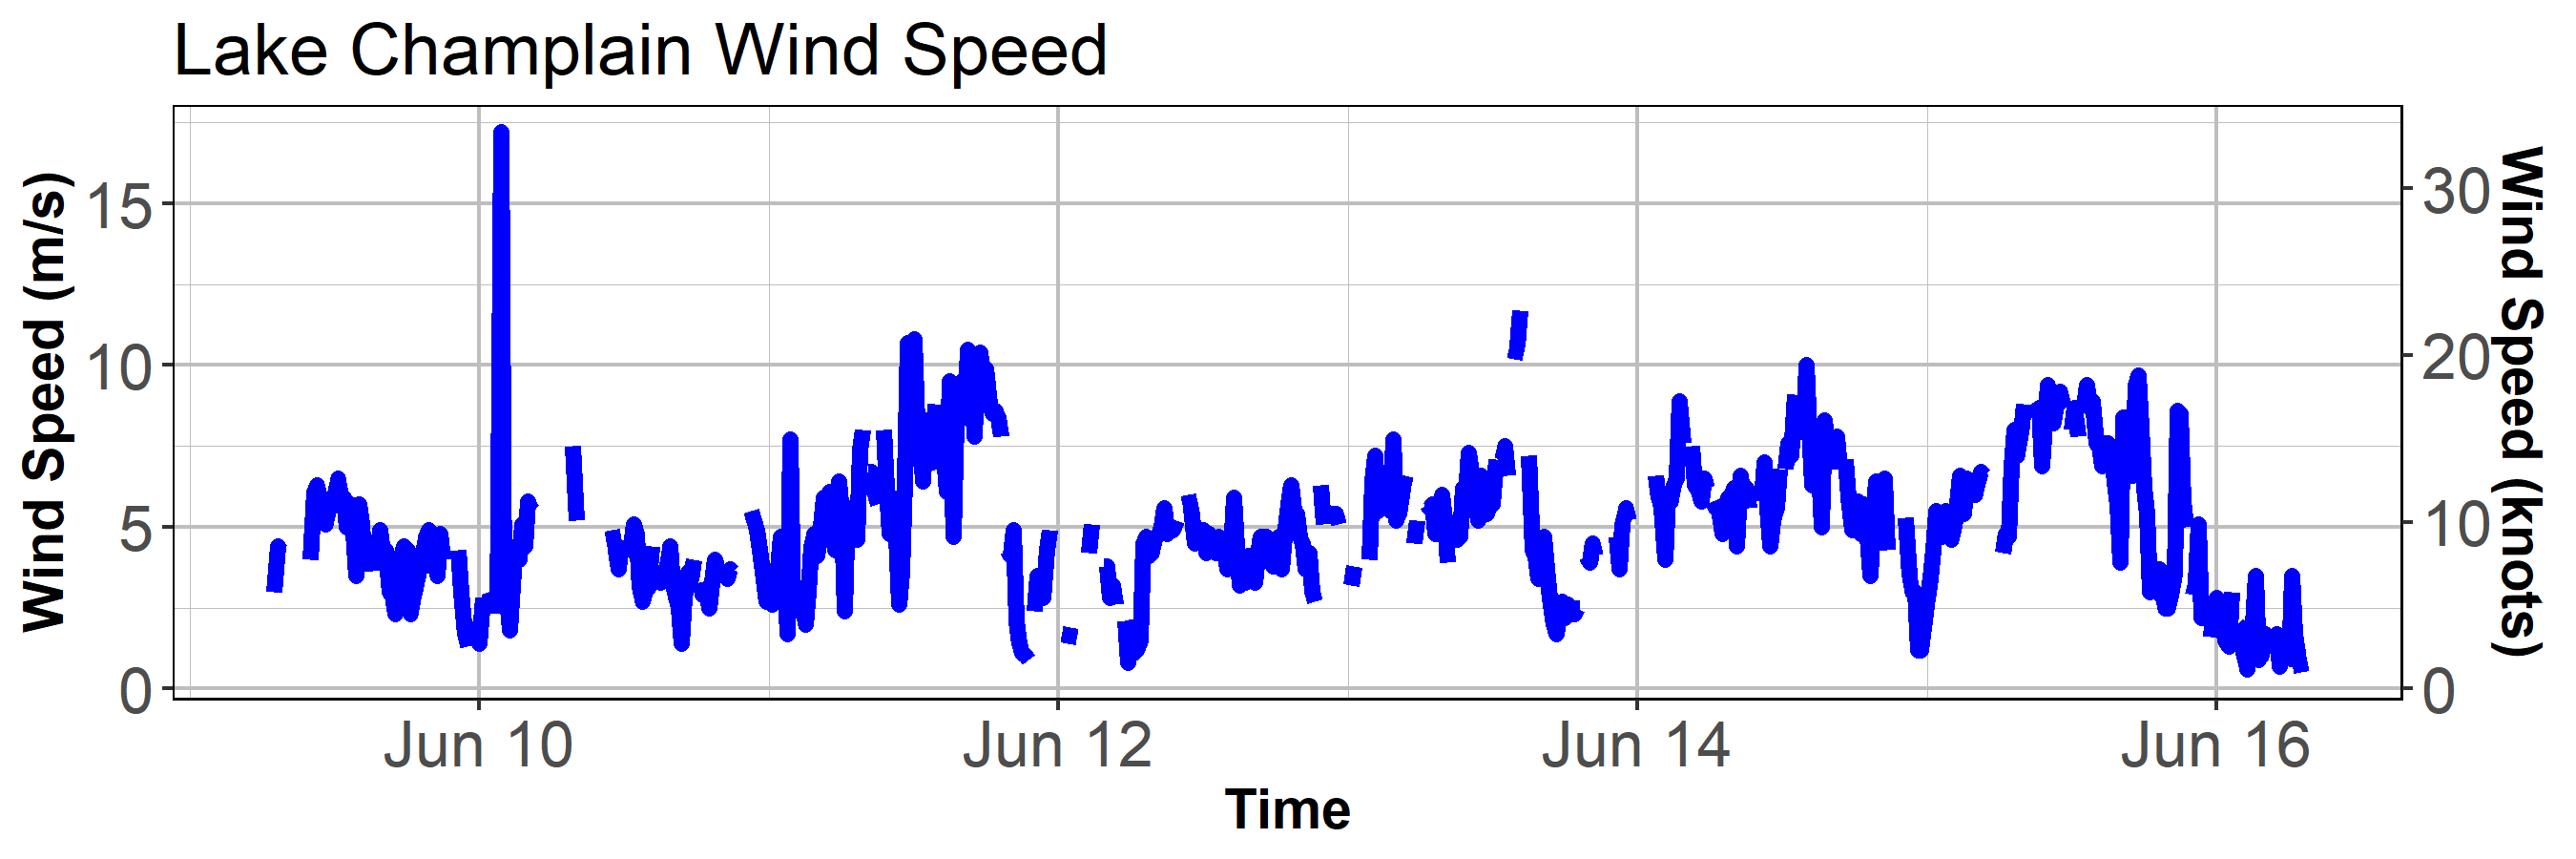 Lake Champlain Wind Speed
Wind Speed (m/s)
15
10
5
0
30
20
10
0
Wind Speed (knots)
Jun 10
Jun 12
Jun 14
Jun 16
Time